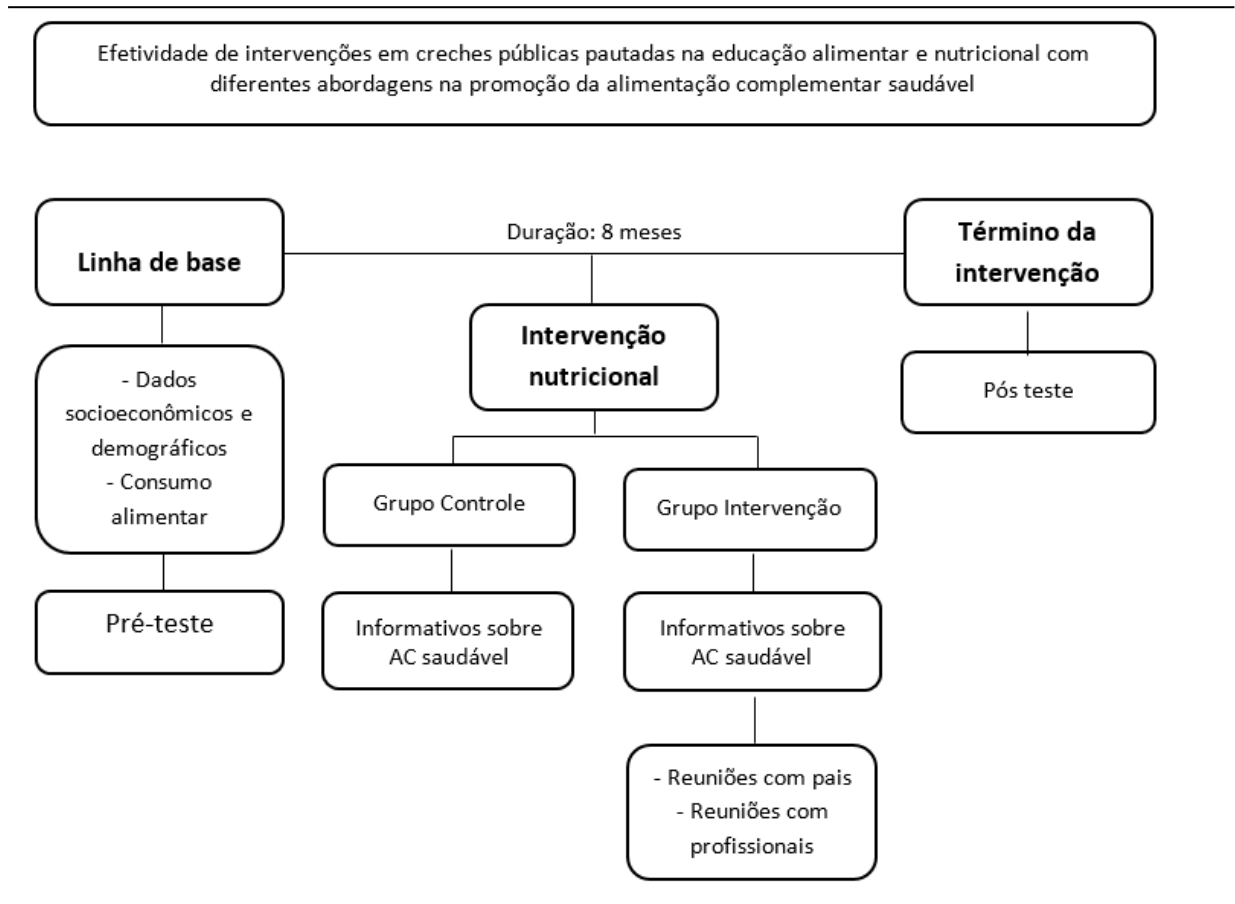 Efetividade de intervenções em creches públicas pautadas na educação alimentar e nutricional com
diferentes abordagens na promoção da alimentação complementar saudável
Linha de base
Duração: 8 meses
Término da
intervenção
Intervenção
nutricional
- Dados
socioeconômicos e
demográficos
- Consumo
alimentar
Pós teste
Grupo Controle
Grupo Intervenção
Pré-teste
Informativos sobre
AC saudável
Informativos sobre
AC saudável
- Reuniões com pais
- Reuniões com
profissionais